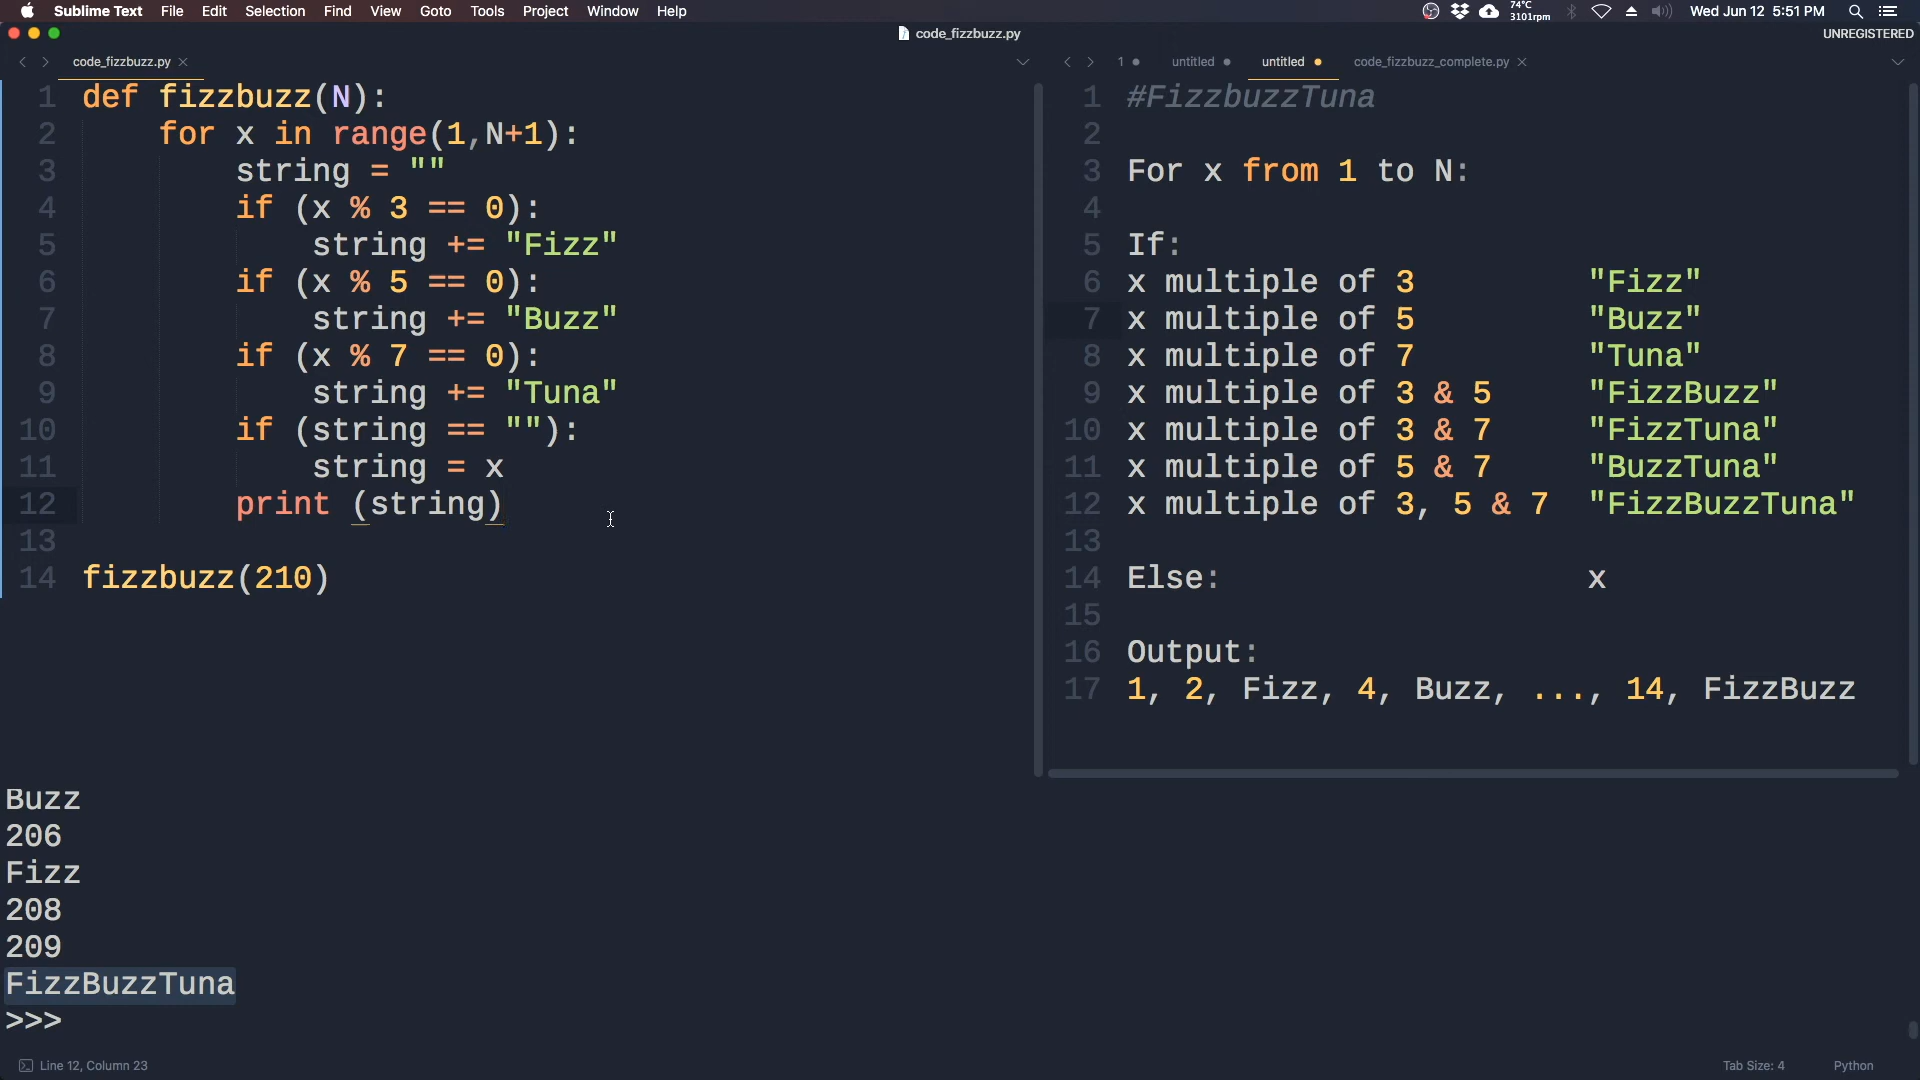 Sublime Text File Edit Selection Find View Goto Tools Project Window Help 74°C 3101rpm Wed Jun 12 5:51 PM
code_fizzbuzz.py UNREGISTERED
code_fizzbuzz.py × 1 untitled untitled code_fizzbuzz_complete.py ×
1 def fizzbuzz(N):
2 for x in range(1,N+1):
3 string = ""
4 if (x % 3 == 0):
5 string += "Fizz"
6 if (x % 5 == 0):
7 string += "Buzz"
8 if (x % 7 == 0):
9 string += "Tuna"
10 if (string == ""):
11 string = x
12 print (string)
13
14 fizzbuzz(210)
1 #FizzbuzzTuna
2
3 For x from 1 to N:
4
5 If:
6 x multiple of 3 "Fizz"
7 x multiple of 5 "Buzz"
8 x multiple of 7 "Tuna"
9 x multiple of 3 & 5 "FizzBuzz"
10 x multiple of 3 & 7 "FizzTuna"
11 x multiple of 5 & 7 "BuzzTuna"
12 x multiple of 3, 5 & 7 "FizzBuzzTuna"
13
14 Else: x
15
16 Output:
17 1, 2, Fizz, 4, Buzz, ..., 14, FizzBuzz
Buzz
206
Fizz
208
209
FizzBuzzTuna
>>>
Line 12, Column 23 Tab Size: 4 Python